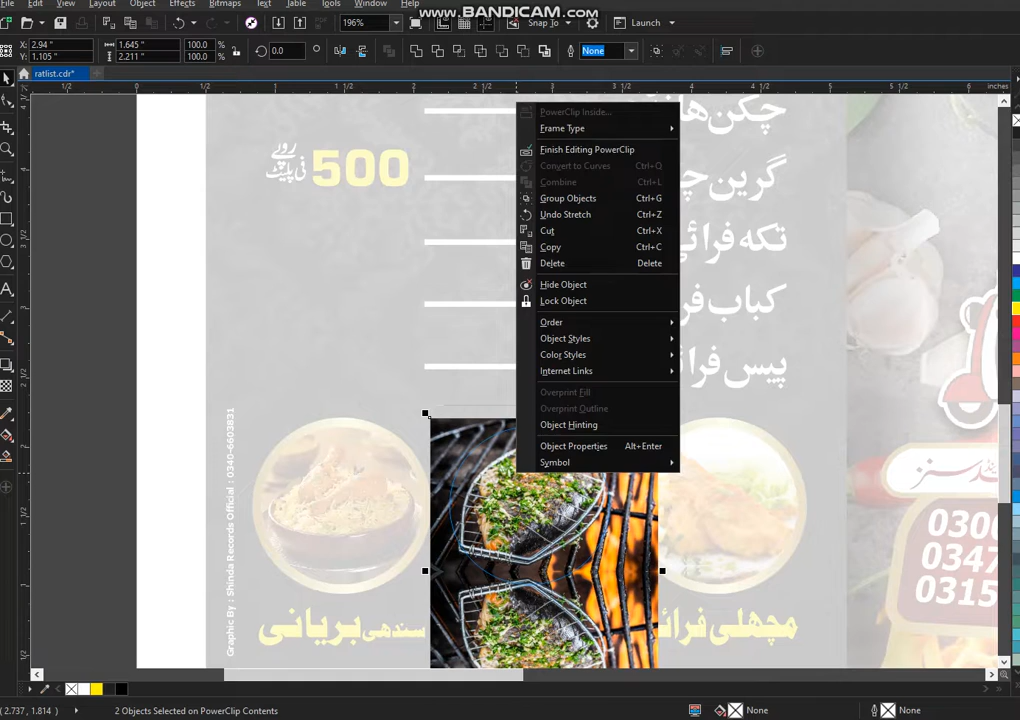 www.BANDICAM.com
File
Edit
Layout
Object
Effects
Bitmaps
Text
Table
Tools
Window
Help
196%
Snap To
Launch
X: 2.94 "
Y: 1.105 "
1.645 "
2.211 "
100.0 %
100.0 %
0.0
None
ratlist.cdr*
inches
چکن
PowerClip Inside...
Frame Type
Finish Editing PowerClip
Convert to Curves Ctrl+Q
Combine Ctrl+L
Group Objects Ctrl+G
Undo Stretch Ctrl+Z
Cut Ctrl+X
Copy Ctrl+C
Delete Delete
Hide Object
Lock Object
Order
Object Styles
Color Styles
Internet Links
Overprint Fill
Overprint Outline
Object Hinting
Object Properties Alt+Enter
Symbol
500
روپے
فی پلیٹ
گرین
تکہ
کباب
پیس
Graphic By : Shinda Records Official : 0340-6603831
سندھی بریانی
مچھلی
0300
0347
0315
(2.737, 1.814)
2 Objects Selected on PowerClip Contents
None
None